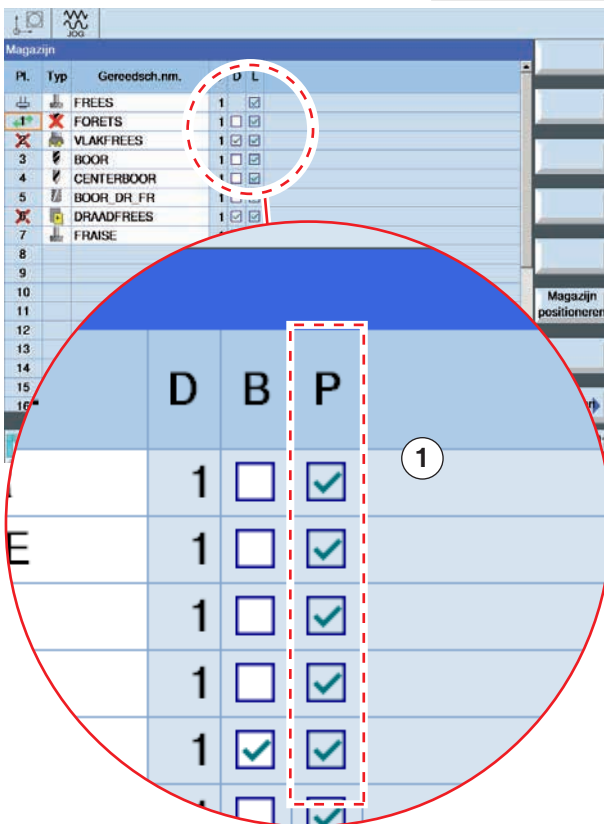 JOG
Magazijn
Pl. Typ Gereedsch.nm. D L
FREES 1
1 FORETS 1
2 VLAKFREES 1
3 BOOR 1
4 CENTERBOOR 1
5 BOOR_DR_FR 1
DRAADFREES 1
7 FRAISE
8
9
10
11
12
13
14
15
16
Magazijn
positioneren
D B P
1
1
E 1
1
1
1